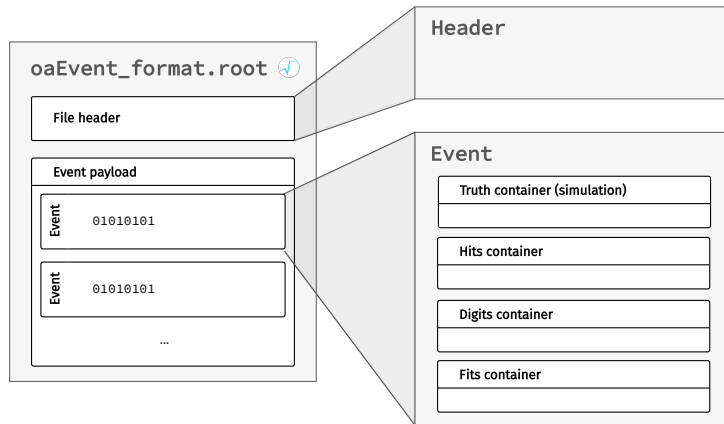 oaEvent_format.root
File header
Event payload
Event
01010101
Event
01010101
...
Header
Event
Truth container (simulation)
Hits container
Digits container
Fits container